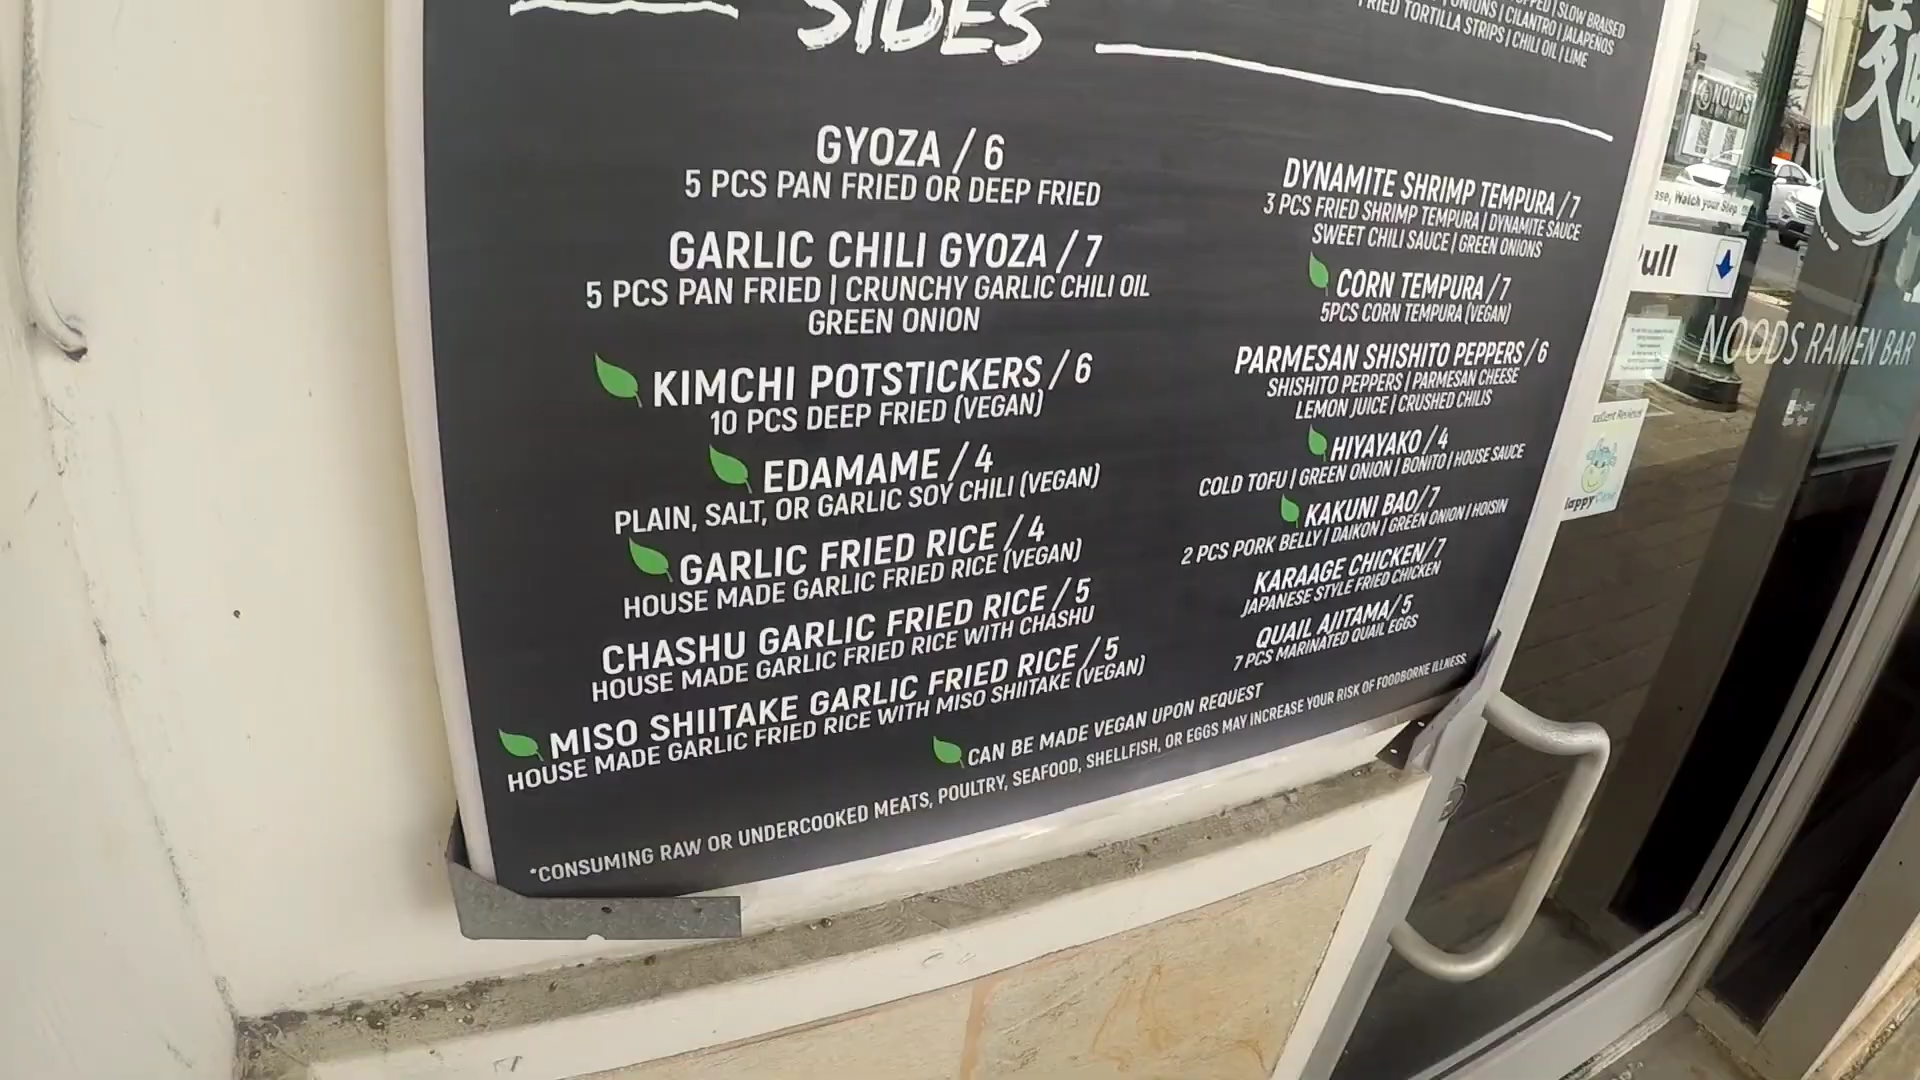 SIDES
GYOZA / 6
5 PCS PAN FRIED OR DEEP FRIED
GARLIC CHILI GYOZA / 7
5 PCS PAN FRIED | CRUNCHY GARLIC CHILI OIL
GREEN ONION
KIMCHI POTSTICKERS / 6
10 PCS DEEP FRIED (VEGAN)
EDAMAME / 4
PLAIN, SALT, OR GARLIC SOY CHILI (VEGAN)
GARLIC FRIED RICE / 4
HOUSE MADE GARLIC FRIED RICE (VEGAN)
CHASHU GARLIC FRIED RICE / 5
HOUSE MADE GARLIC FRIED RICE WITH CHASHU
MISO SHIITAKE GARLIC FRIED RICE / 5
HOUSE MADE GARLIC FRIED RICE WITH MISO SHIITAKE (VEGAN)
SLOW BRAISED
ONIONS | CILANTRO | JALAPEÑOS
FRIED TORTILLA STRIPS | CHILI OIL | LIME
DYNAMITE SHRIMP TEMPURA / 7
3 PCS FRIED SHRIMP TEMPURA | DYNAMITE SAUCE
SWEET CHILI SAUCE | GREEN ONIONS
CORN TEMPURA / 7
5PCS CORN TEMPURA (VEGAN)
PARMESAN SHISHITO PEPPERS / 6
SHISHITO PEPPERS | PARMESAN CHEESE
LEMON JUICE | CRUSHED CHILIS
HIYAYAKO / 4
COLD TOFU | GREEN ONION | BONITO | HOUSE SAUCE
KAKUNI BAO / 7
2 PCS PORK BELLY | DAIKON | GREEN ONION | HOISIN
KARAAGE CHICKEN / 7
JAPANESE STYLE FRIED CHICKEN
QUAIL AJITAMA / 5
7 PCS MARINATED QUAIL EGGS
CAN BE MADE VEGAN UPON REQUEST
*CONSUMING RAW OR UNDERCOOKED MEATS, POULTRY, SEAFOOD, SHELLFISH, OR EGGS MAY INCREASE YOUR RISK OF FOODBORNE ILLNESS.
NOODS
Watch your Step
Pull
NOODS RAMEN BAR